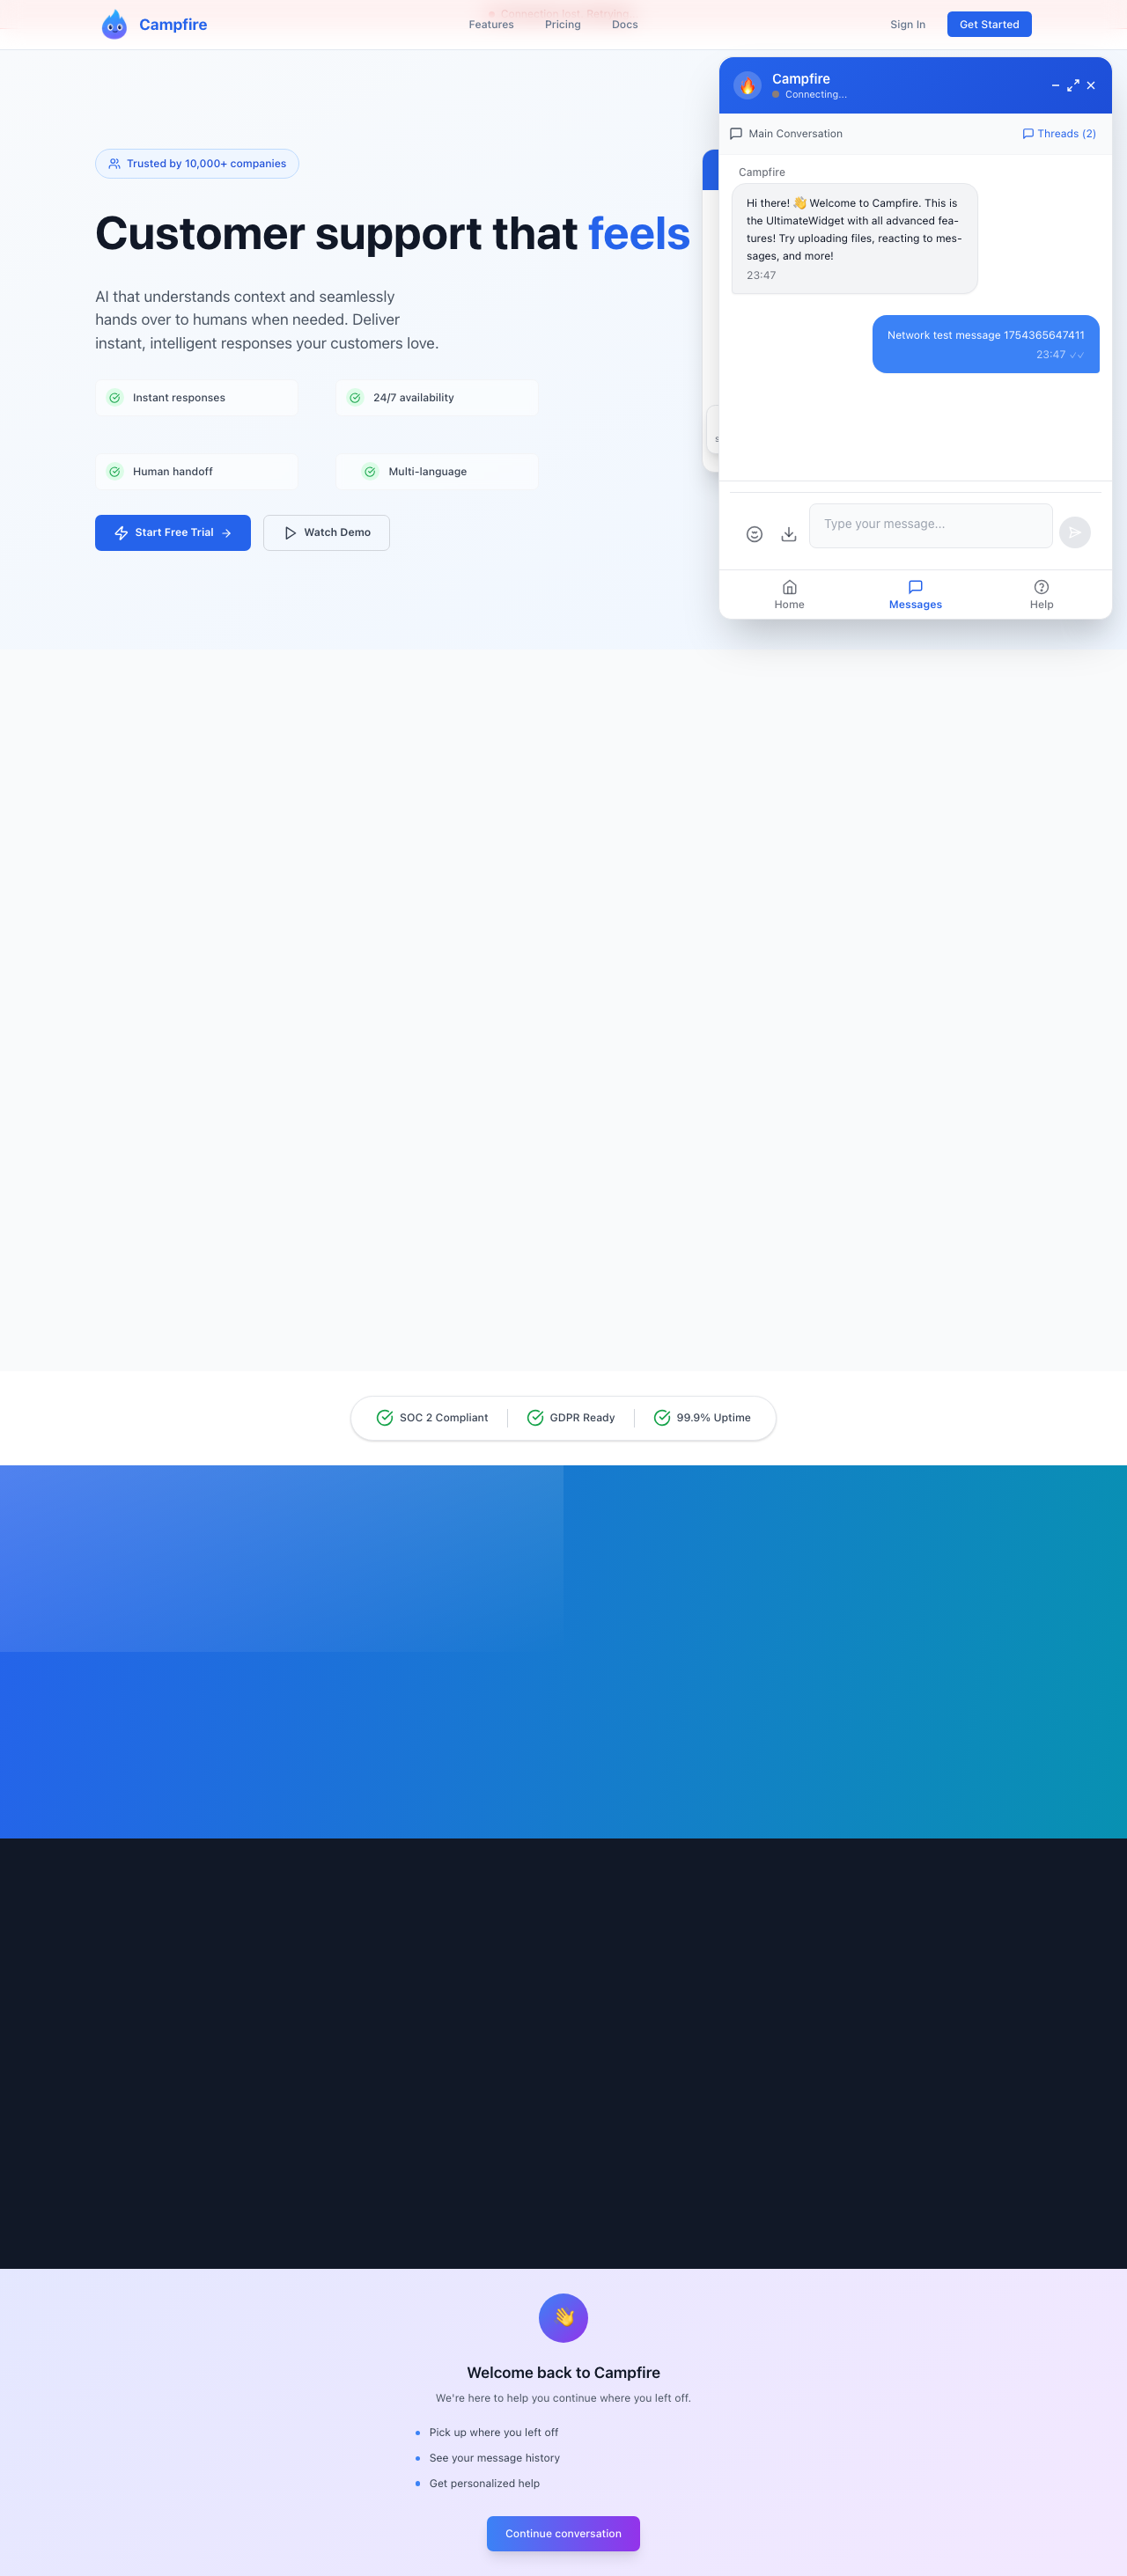 Connection lost. Retrying
Campfire
Features
Pricing
Docs
Sign In
Get Started
Trusted by 10,000+ companies
Customer support that feels
AI that understands context and seamlessly
hands over to humans when needed. Deliver
instant, intelligent responses your customers love.
Instant responses
24/7 availability
Human handoff
Multi-language
Start Free Trial
Watch Demo
Campfire
Connecting...
Main Conversation
Threads (2)
Campfire
Hi there! 👋 Welcome to Campfire. This is
the UltimateWidget with all advanced fea-
tures! Try uploading files, reacting to mes-
sages, and more!
23:47
Network test message 1754365647411
23:47
Type your message...
Home
Messages
Help
SOC 2 Compliant
GDPR Ready
99.9% Uptime
Welcome back to Campfire
We're here to help you continue where you left off.
Pick up where you left off
See your message history
Get personalized help
Continue conversation